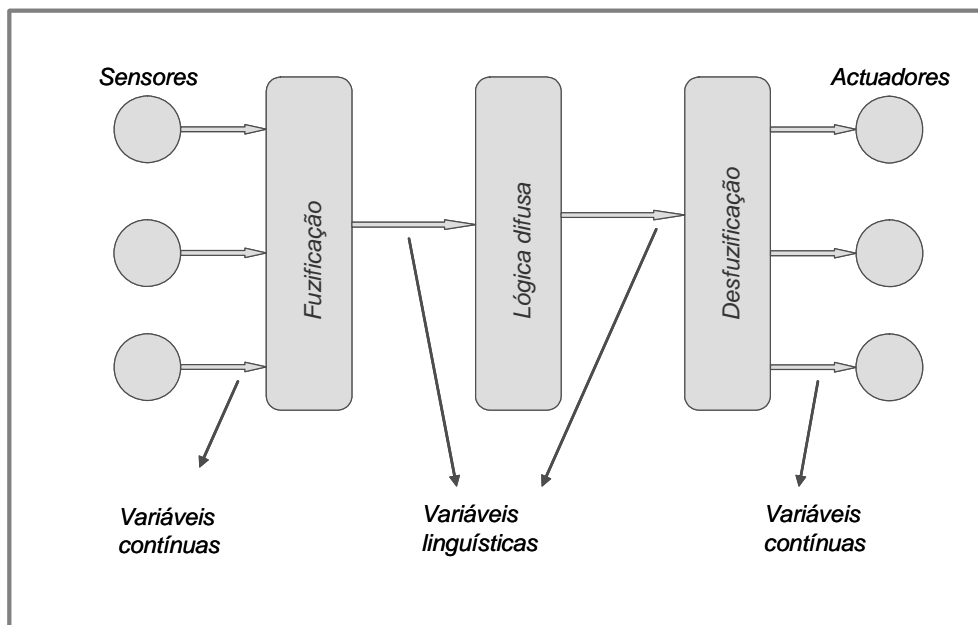 Sensores
Actuadores
Fuzificação
Lógica difusa
Desfuzificação
Variáveis
contínuas
Variáveis
linguísticas
Variáveis
contínuas